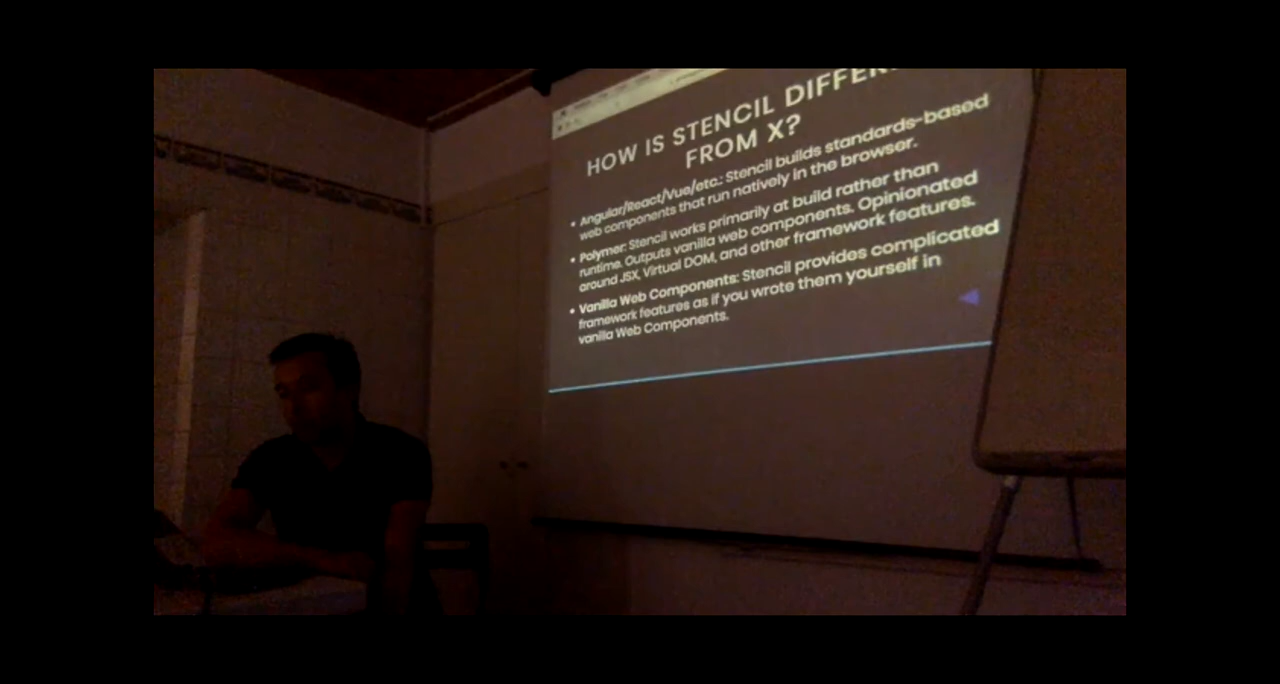 HOW IS STENCIL DIFFER
FROM X?
• Angular/React/Vue/etc.: Stencil builds standards-based
web components that run natively in the browser.
• Polymer: Stencil works primarily at build rather than
runtime. Outputs vanilla web components. Opinionated
around JSX, Virtual DOM, and other framework features.
• Vanilla Web Components: Stencil provides complicated
framework features as if you wrote them yourself in
vanilla Web Components.